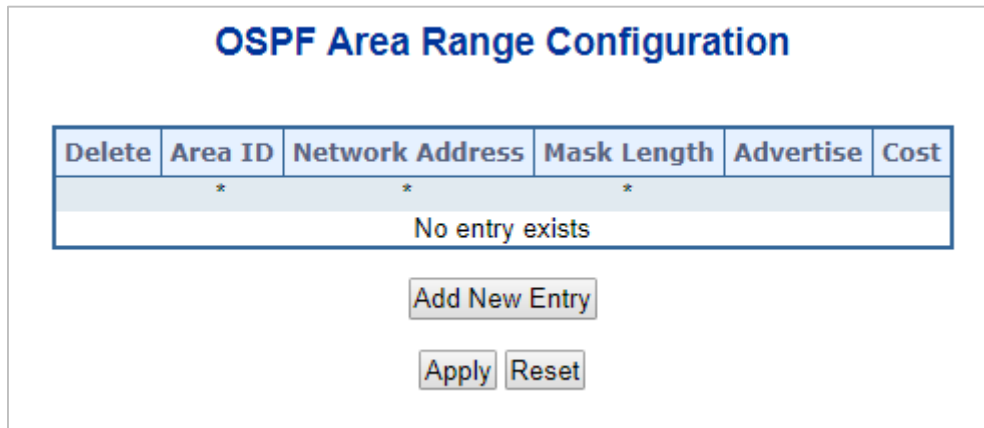 OSPF Area Range Configuration
Delete Area ID Network Address Mask Length Advertise Cost
* * *
No entry exists
Add New Entry
Apply Reset